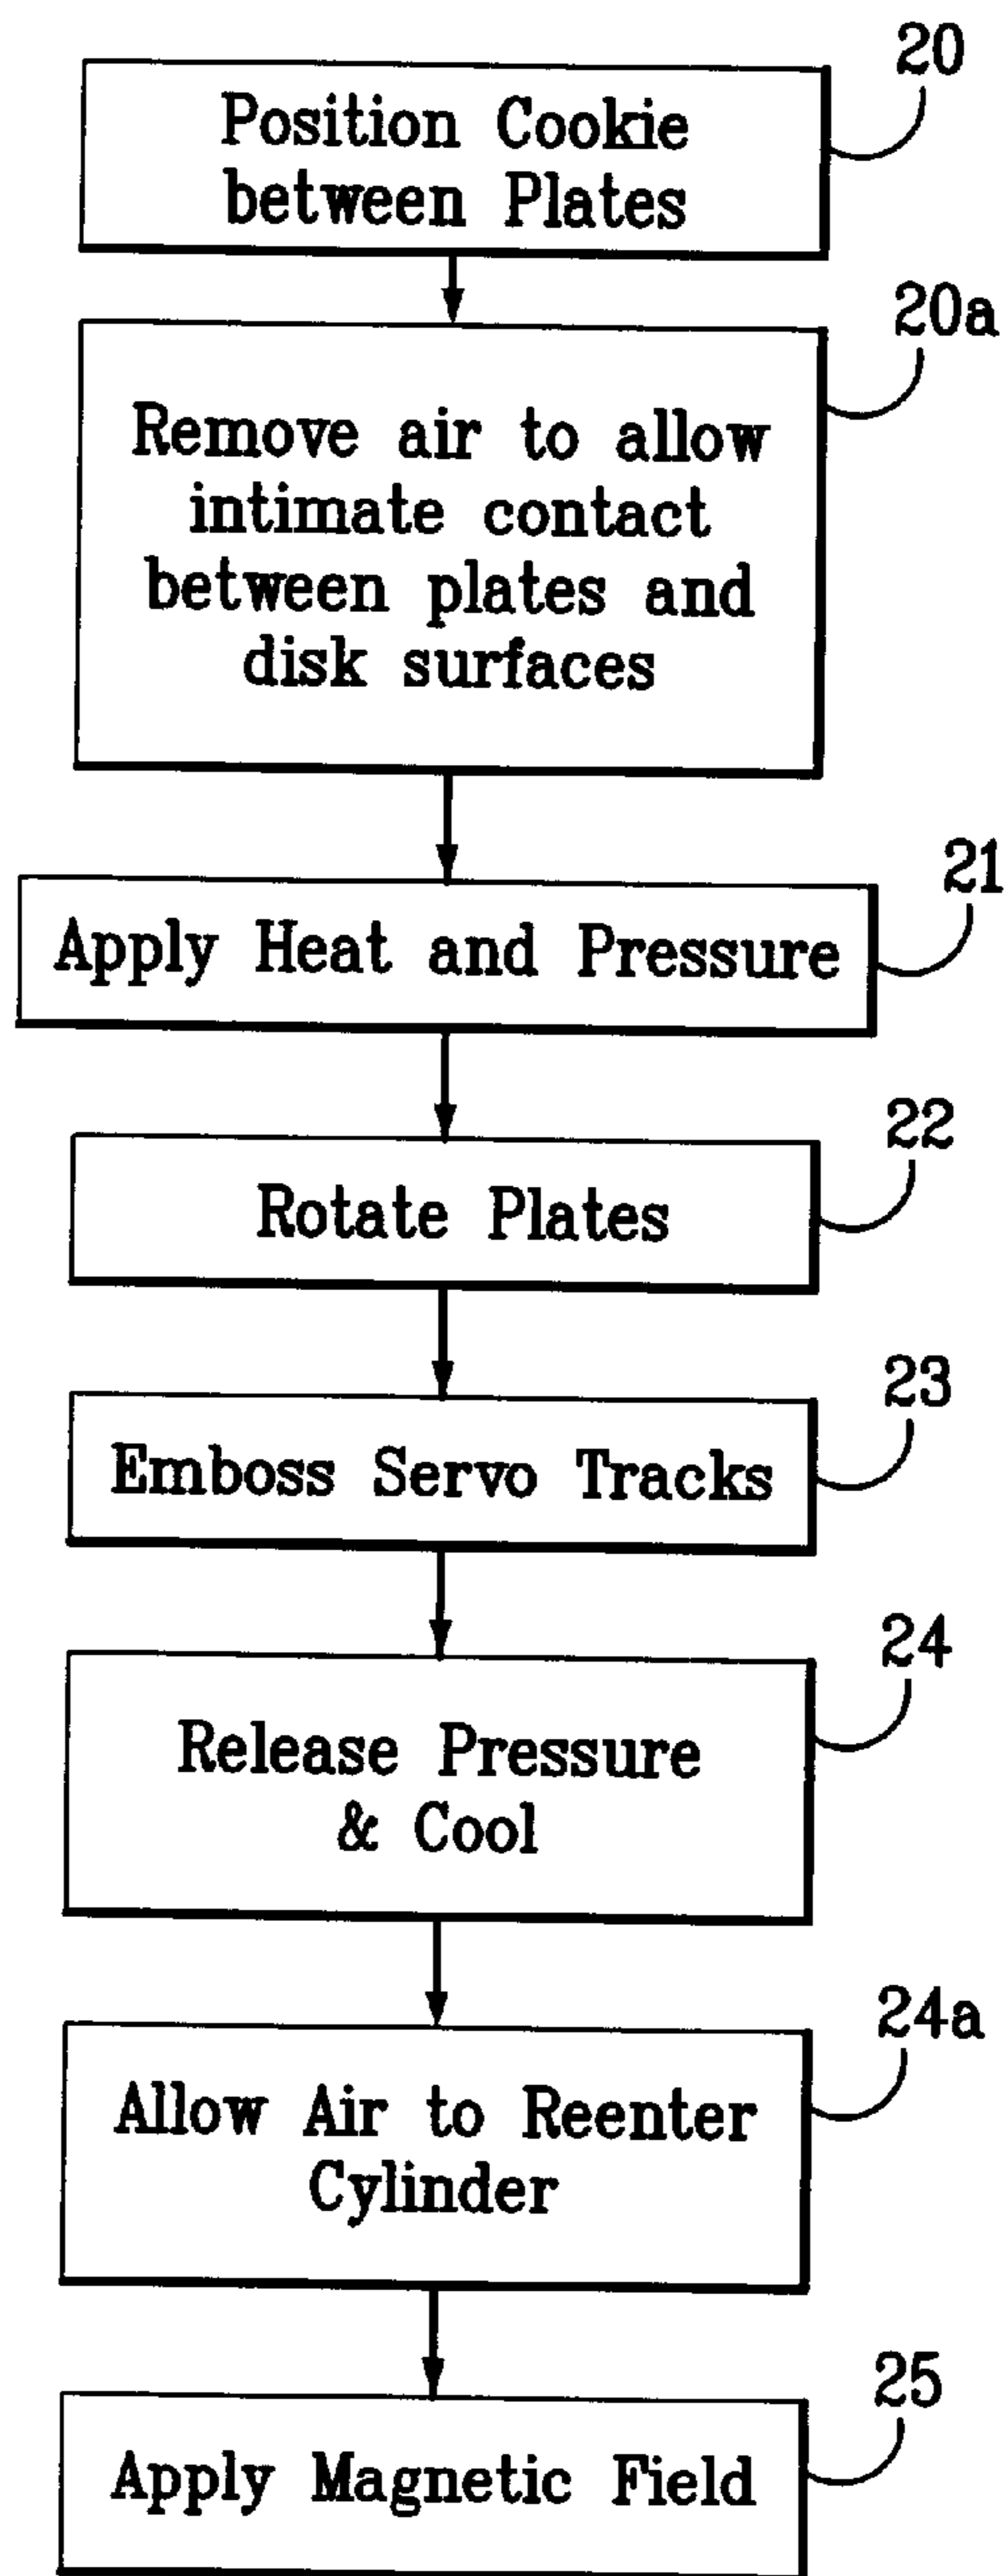 20
Position Cookie
between Plates
20a
Remove air to allow
intimate contact
between plates and
disk surfaces
21
Apply Heat and Pressure
22
Rotate Plates
23
Emboss Servo Tracks
24
Release Pressure
& Cool
24a
Allow Air to Reenter
Cylinder
25
Apply Magnetic Field